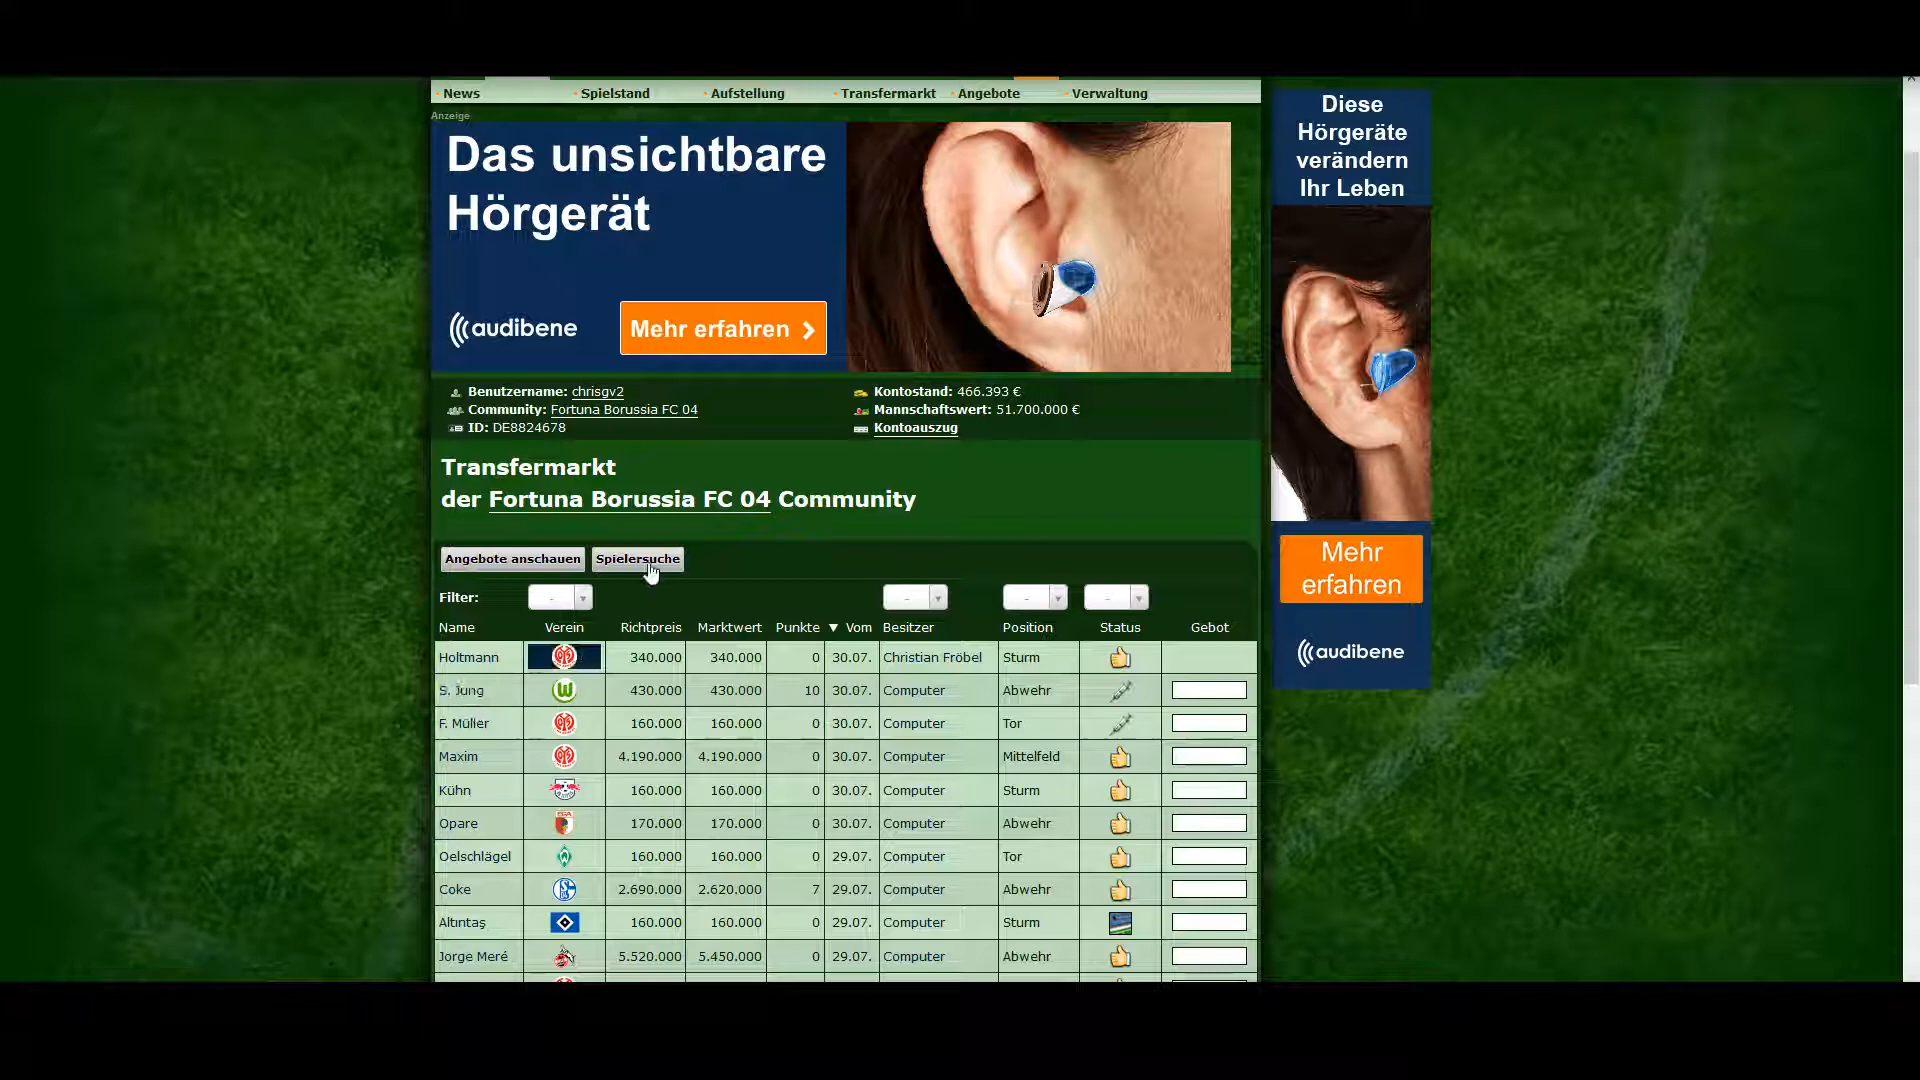 News Spielstand Aufstellung Transfermarkt Angebote Verwaltung
Anzeige
Das unsichtbare
Hörgerät
audibene
Mehr erfahren
Diese
Hörgeräte
verändern
Ihr Leben
Mehr
erfahren
audibene
Benutzername: chrisgv2
Community: Fortuna Borussia FC 04
ID: DE8824678
Kontostand: 466.393 €
Mannschaftswert: 51.700.000 €
Kontoauszug
Transfermarkt
der Fortuna Borussia FC 04 Community
Angebote anschauen Spielersuche
Filter: - - - -
Name Verein Richtpreis Marktwert Punkte ▼ Vom Besitzer Position Status Gebot
Holtmann 340.000 340.000 0 30.07. Christian Fröbel Sturm
S. Jung W 430.000 430.000 10 30.07. Computer Abwehr
F. Müller 160.000 160.000 0 30.07. Computer Tor
Maxim 4.190.000 4.190.000 0 30.07. Computer Mittelfeld
Kühn 160.000 160.000 0 30.07. Computer Sturm
Opare 170.000 170.000 0 30.07. Computer Abwehr
Oelschlägel 160.000 160.000 0 29.07. Computer Tor
Coke 2.690.000 2.620.000 7 29.07. Computer Abwehr
Altıntaş 160.000 160.000 0 29.07. Computer Sturm
Jorge Meré 5.520.000 5.450.000 0 29.07. Computer Abwehr